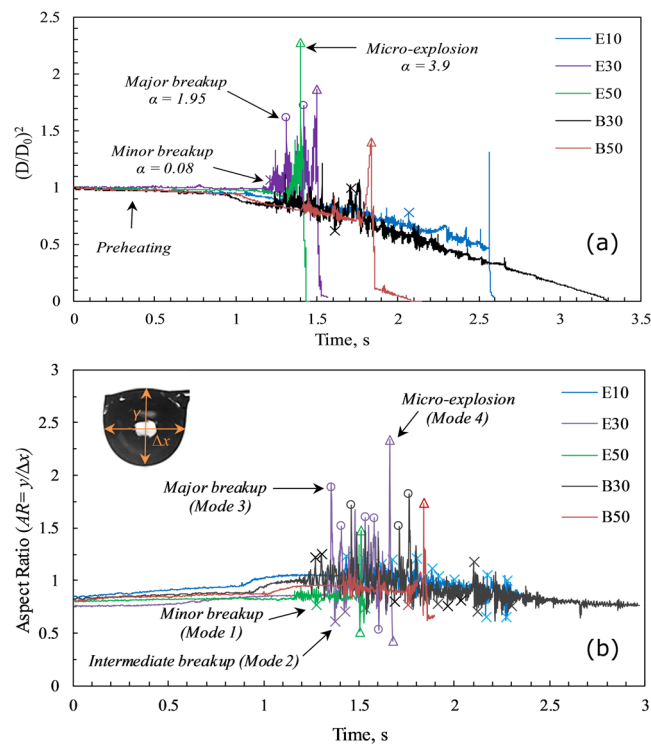 (D/D₀)²
2.5
2
1.5
1
0.5
0
Micro-explosion
α = 3.9
Major breakup
α = 1.95
Minor breakup
α = 0.08
Preheating
E10
E30
E50
B30
B50
(a)
0 0.5 1 1.5 2 2.5 3 3.5
Time, s
Aspect Ratio (AR= y/Δx)
3
2.5
2
1.5
1
0.5
0
Y
Δx
Micro-explosion
(Mode 4)
Major breakup
(Mode 3)
Minor breakup
(Mode 1)
Intermediate breakup (Mode 2)
E10
E30
E50
B30
B50
(b)
0 0.5 1 1.5 2 2.5 3
Time, s